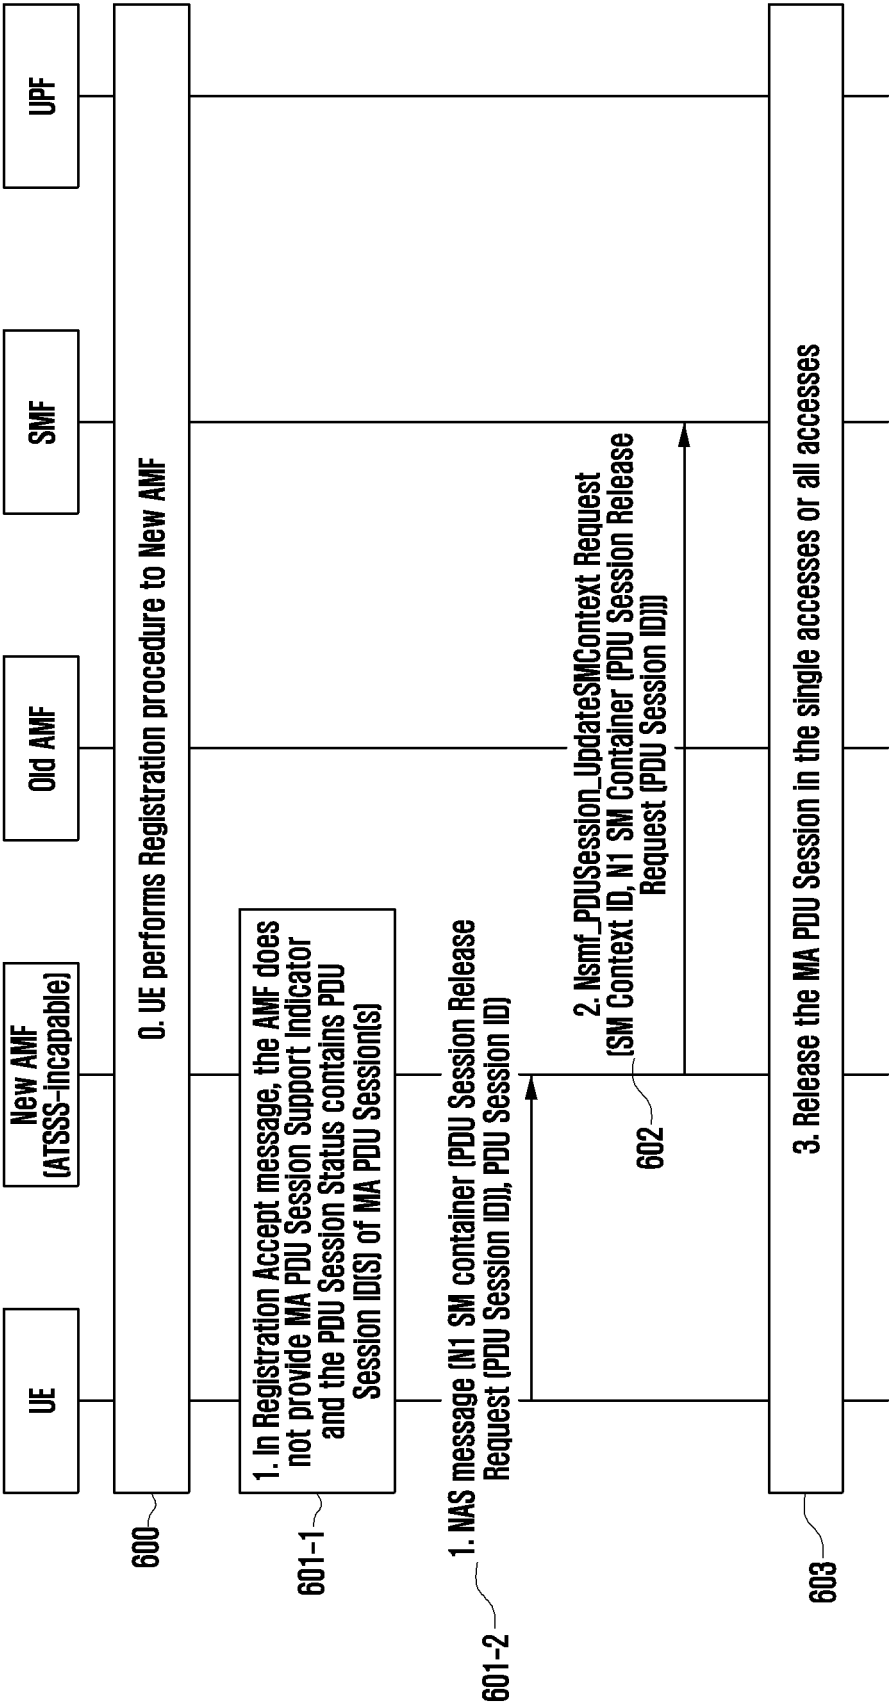 UE
New AMF
(ATSSS-incapable)
Old AMF
SMF
UPF
0. UE performs Registration procedure to New AMF
600
1. In Registration Accept message, the AMF does
not provide MA PDU Session Support Indicator
and the PDU Session Status contains PDU
Session ID(S) of MA PDU Session(s)
601-1
1. NAS message (N1 SM container (PDU Session Release
Request (PDU Session ID)), PDU Session ID)
601-2
2. Nsmf_PDUSession_UpdateSMContext Request
(SM Context ID, N1 SM Container (PDU Session Release
Request (PDU Session ID)))
602
3. Release the MA PDU Session in the single accesses or all accesses
603